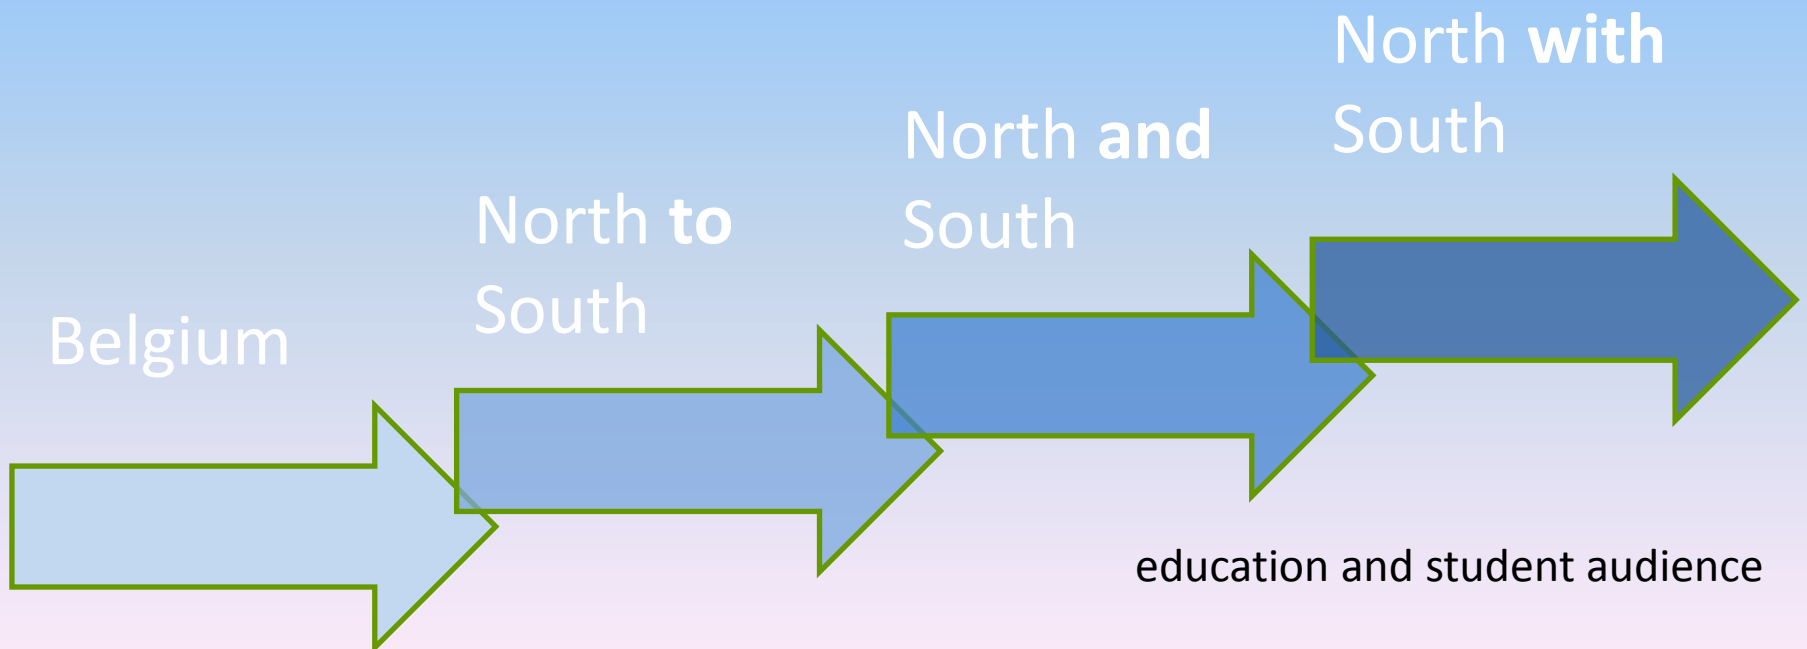 Belgium
North to
South
North and
South
North with
South
education and student audience